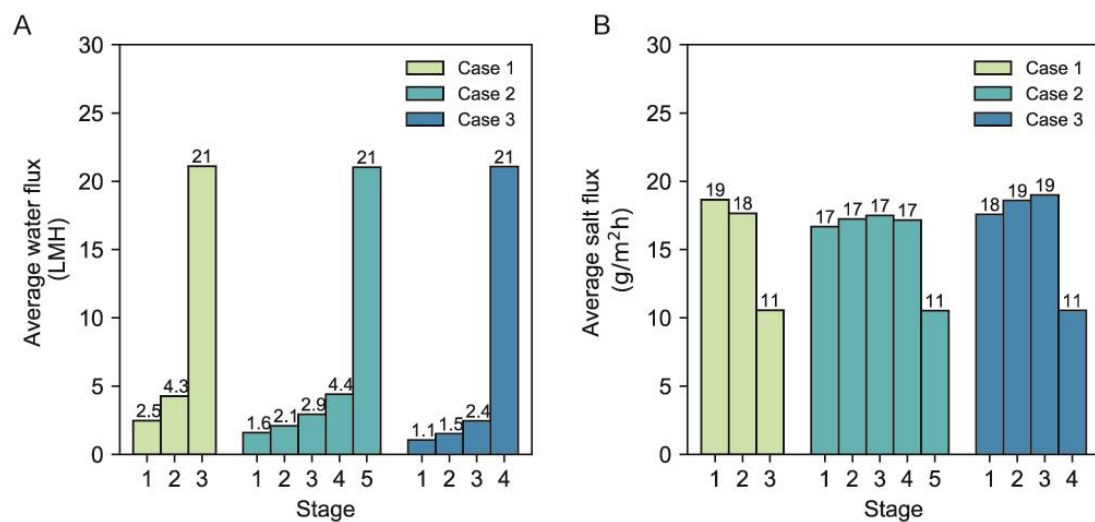 A
30
25
20
15
10
5
0
Average water flux
(LMH)
Case 1
Case 2
Case 3
2.5
4.3
21
1.6
2.1
2.9
4.4
21
1.1
1.5
2.4
21
1 2 3 1 2 3 4 5 1 2 3 4
Stage
B
30
25
20
15
10
5
0
Average salt flux
(g/m²h)
Case 1
Case 2
Case 3
19
18
11
17
17
17
17
11
18
19
19
11
1 2 3 1 2 3 4 5 1 2 3 4
Stage